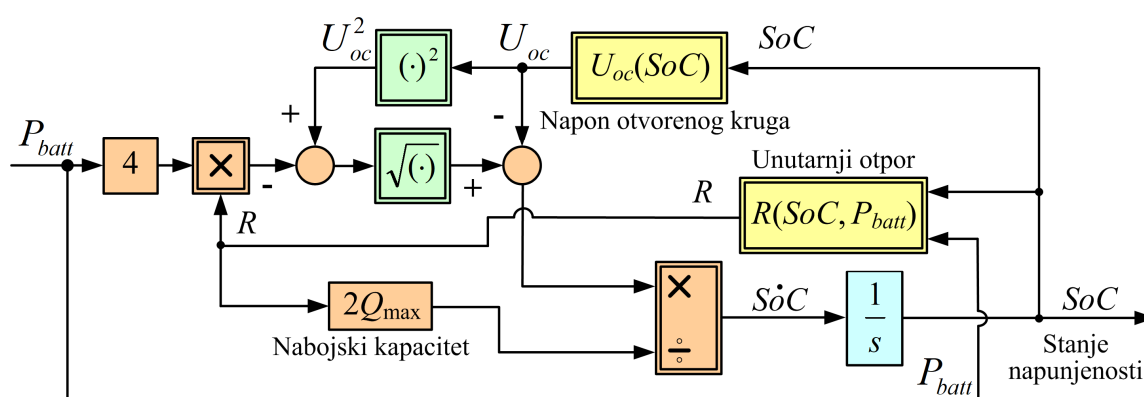 U²oc
(·)²
Uoc
Uoc(SoC)
SoC
+
-
Napon otvorenog kruga
Pbatt
4
×
-
√(·)
+
Unutarnji otpor
R
R
R(SoC, Pbatt)
2Qmax
Nabojski kapacitet
×
÷
SȯC
1
s
SoC
Stanje
napunjenosti
Pbatt